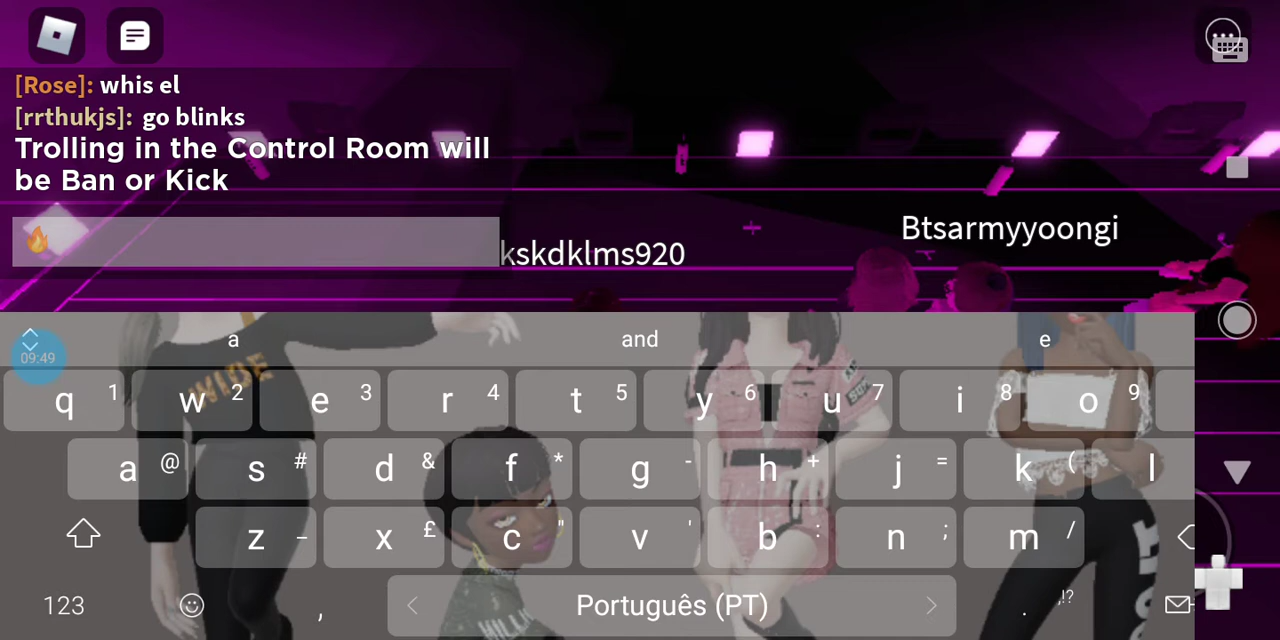 [Rose]: whis el
[rrthukjs]: go blinks
Trolling in the Control Room will
be Ban or Kick
Btsarmyyoongi
🔥
kskdklms920
a and e
09:49
q 1 w 2 e 3 r 4 t 5 y 6 u 7 i 8 o 9
a @ s # d & f * g - h + j = k ( l
z _ x £ c " v ' b : n ; m /
123 , < Português (PT) > . ,!?